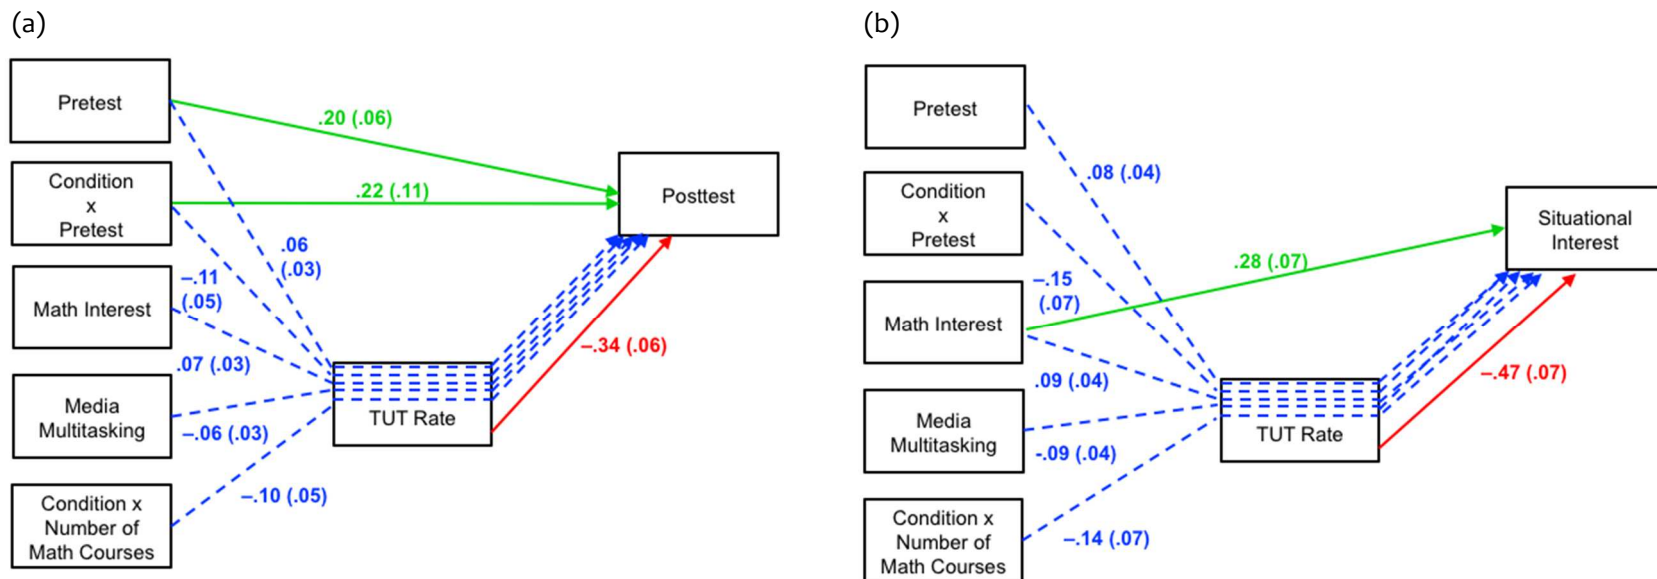 (a)
Pretest
Condition
x
Pretest
Math Interest
Media
Multitasking
Condition x
Number of
Math Courses
.20 (.06)
.22 (.11)
.06
(.03)
–.11
(.05)
.07 (.03)
–.06 (.03)
–.10 (.05)
TUT Rate
–.34 (.06)
Posttest
(b)
Pretest
Condition
x
Pretest
Math Interest
Media
Multitasking
Condition x
Number of
Math Courses
.08 (.04)
.28 (.07)
–.15
(.07)
.09 (.04)
-.09 (.04)
–.14 (.07)
TUT Rate
–.47 (.07)
Situational
Interest